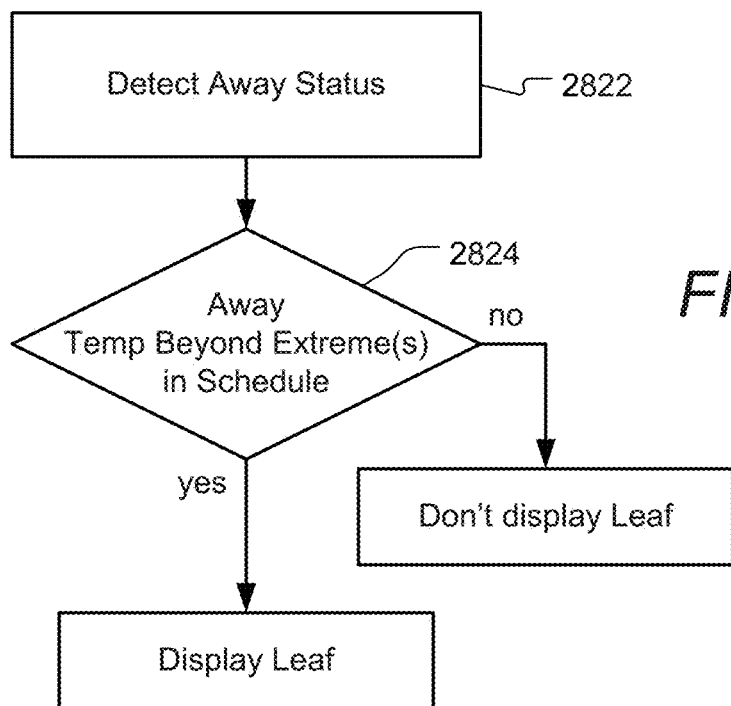 Detect Away Status
2822
2824
Away
Temp Beyond Extreme(s)
in Schedule
no
yes
Don't display Leaf
Display Leaf